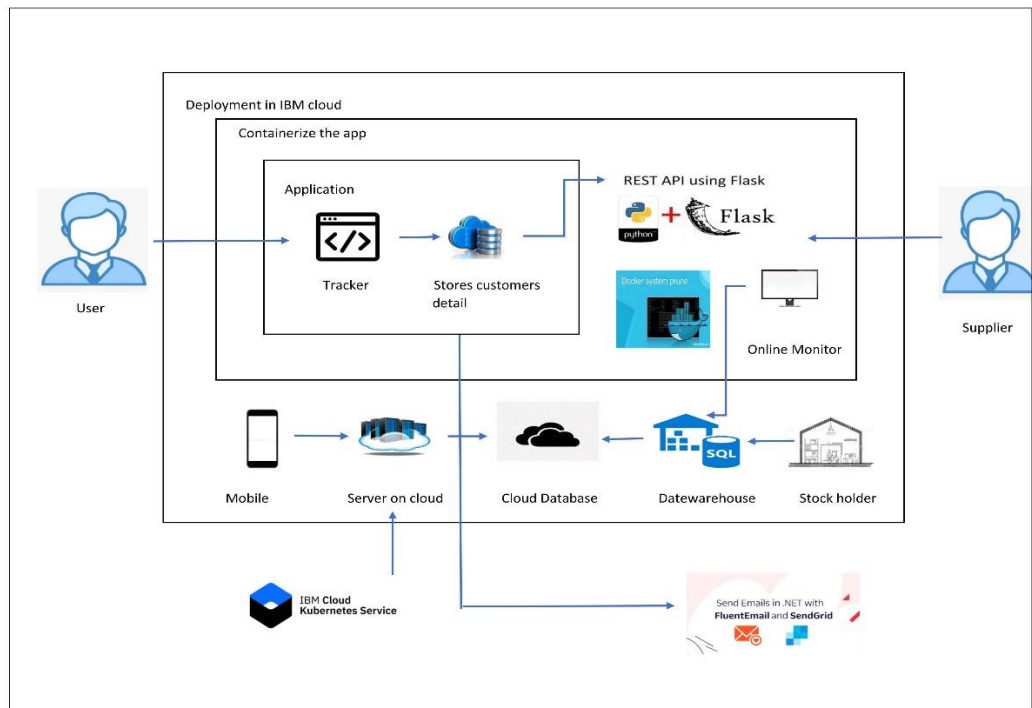 Deployment in IBM cloud
Containerize the app
Application
REST API using Flask
python
Flask
Tracker
Stores customers
detail
Docker system prune
Online Monitor
User
Supplier
SQL
Mobile
Server on cloud
Cloud Database
Datewarehouse
Stock holder
IBM Cloud
Kubernetes Service
Send Emails in .NET with
FluentEmail and SendGrid